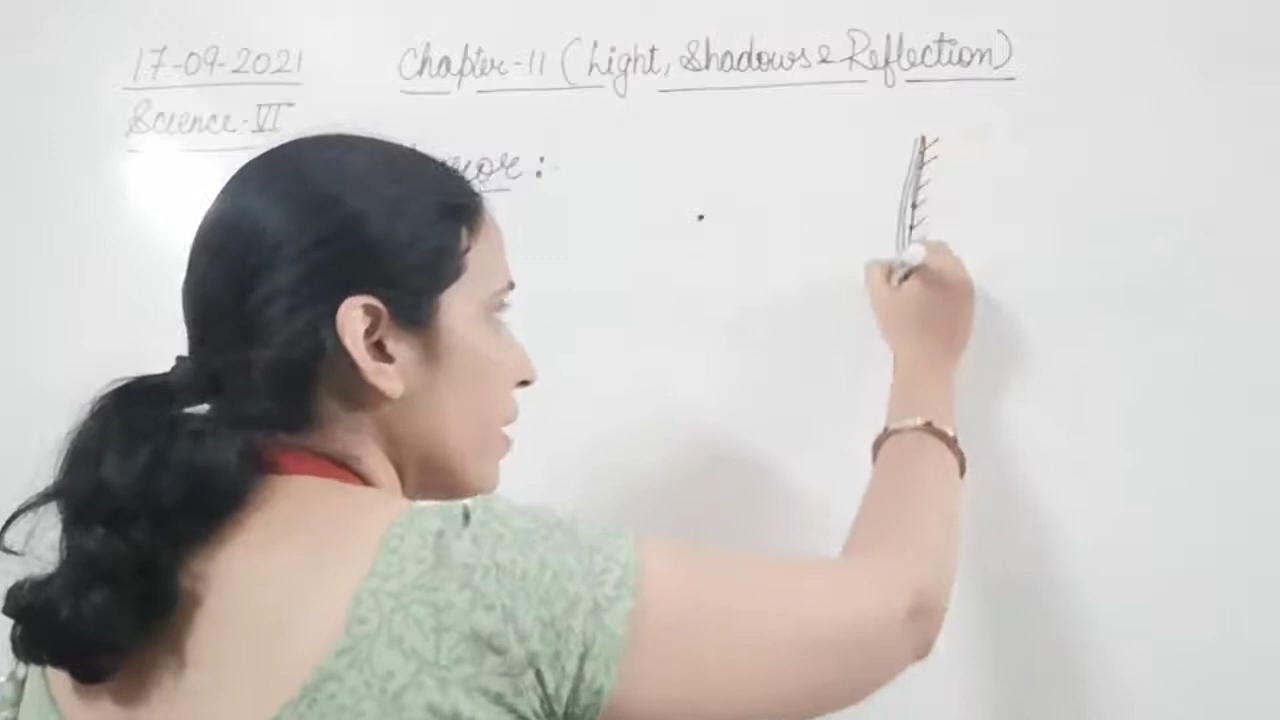 17-09-2021
Chapter-11 (Light, Shadows & Reflection)
Science-VI